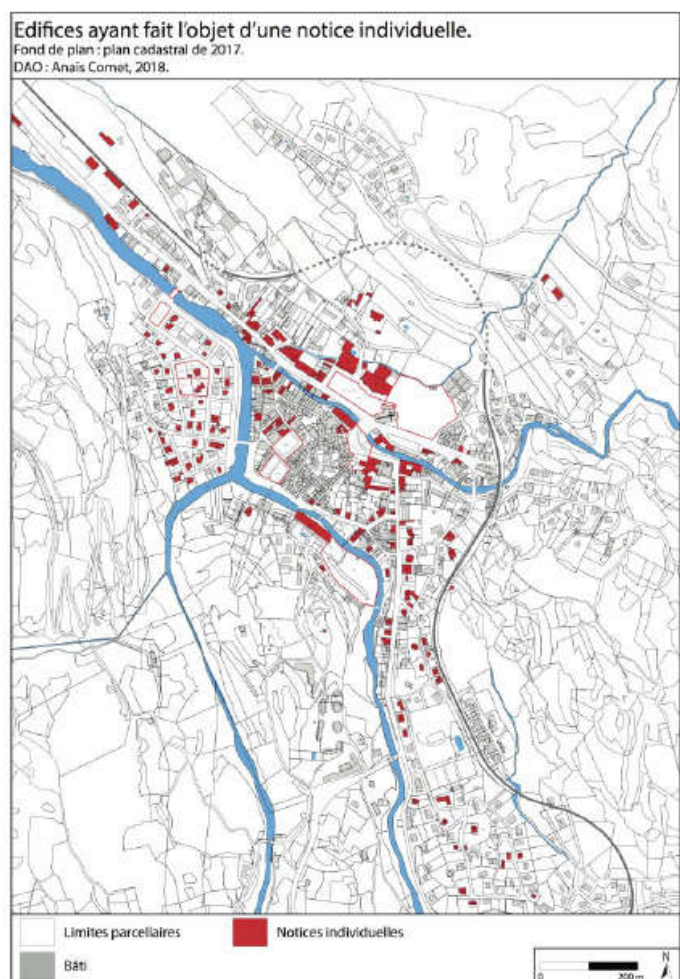 Edifices ayant fait l'objet d'une notice individuelle.
Fond de plan : plan cadastral de 2017.
DAO : Anaïs Comet, 2018.
Limites parcellaires
Notices individuelles
Bâti
N
0 200 m